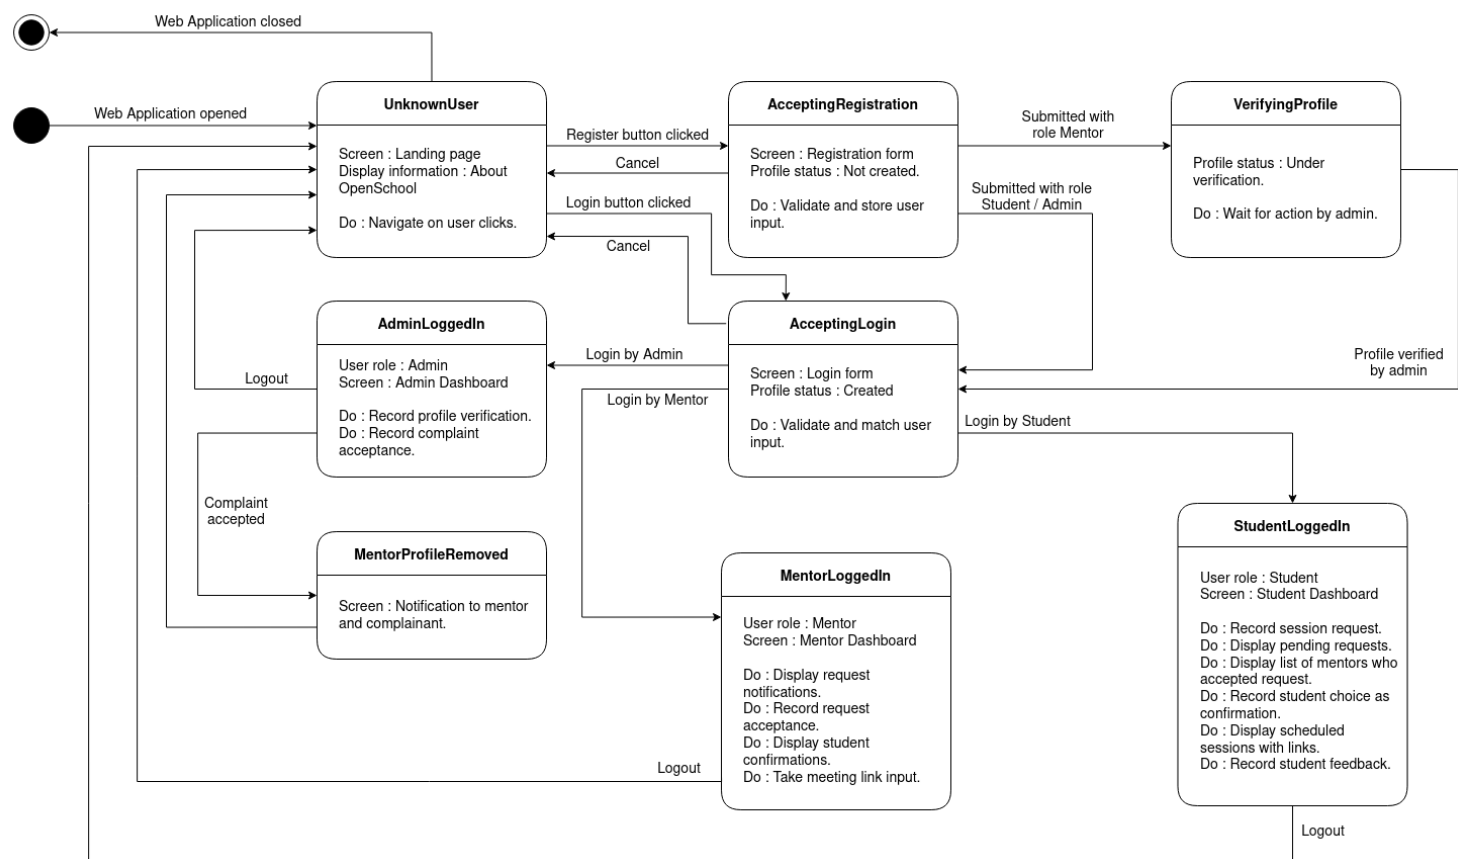 Web Application closed
Web Application opened
UnknownUser
Screen : Landing page
Display information : About
OpenSchool
Do : Navigate on user clicks.
Register button clicked
Cancel
Login button clicked
Cancel
AcceptingRegistration
Screen : Registration form
Profile status : Not created.
Do : Validate and store user
input.
Submitted with
role Mentor
Submitted with role
Student / Admin
VerifyingProfile
Profile status : Under
verification.
Do : Wait for action by admin.
Profile verified
by admin
AdminLoggedIn
User role : Admin
Screen : Admin Dashboard
Do : Record profile verification.
Do : Record complaint
acceptance.
Logout
Login by Admin
Login by Mentor
AcceptingLogin
Screen : Login form
Profile status : Created
Do : Validate and match user
input.
Login by Student
Complaint
accepted
MentorProfileRemoved
Screen : Notification to mentor
and complainant.
MentorLoggedIn
User role : Mentor
Screen : Mentor Dashboard
Do : Display request
notifications.
Do : Record request
acceptance.
Do : Display student
confirmations.
Do : Take meeting link input.
Logout
StudentLoggedIn
User role : Student
Screen : Student Dashboard
Do : Record session request.
Do : Display pending requests.
Do : Display list of mentors who
accepted request.
Do : Record student choice as
confirmation.
Do : Display scheduled
sessions with links.
Do : Record student feedback.
Logout